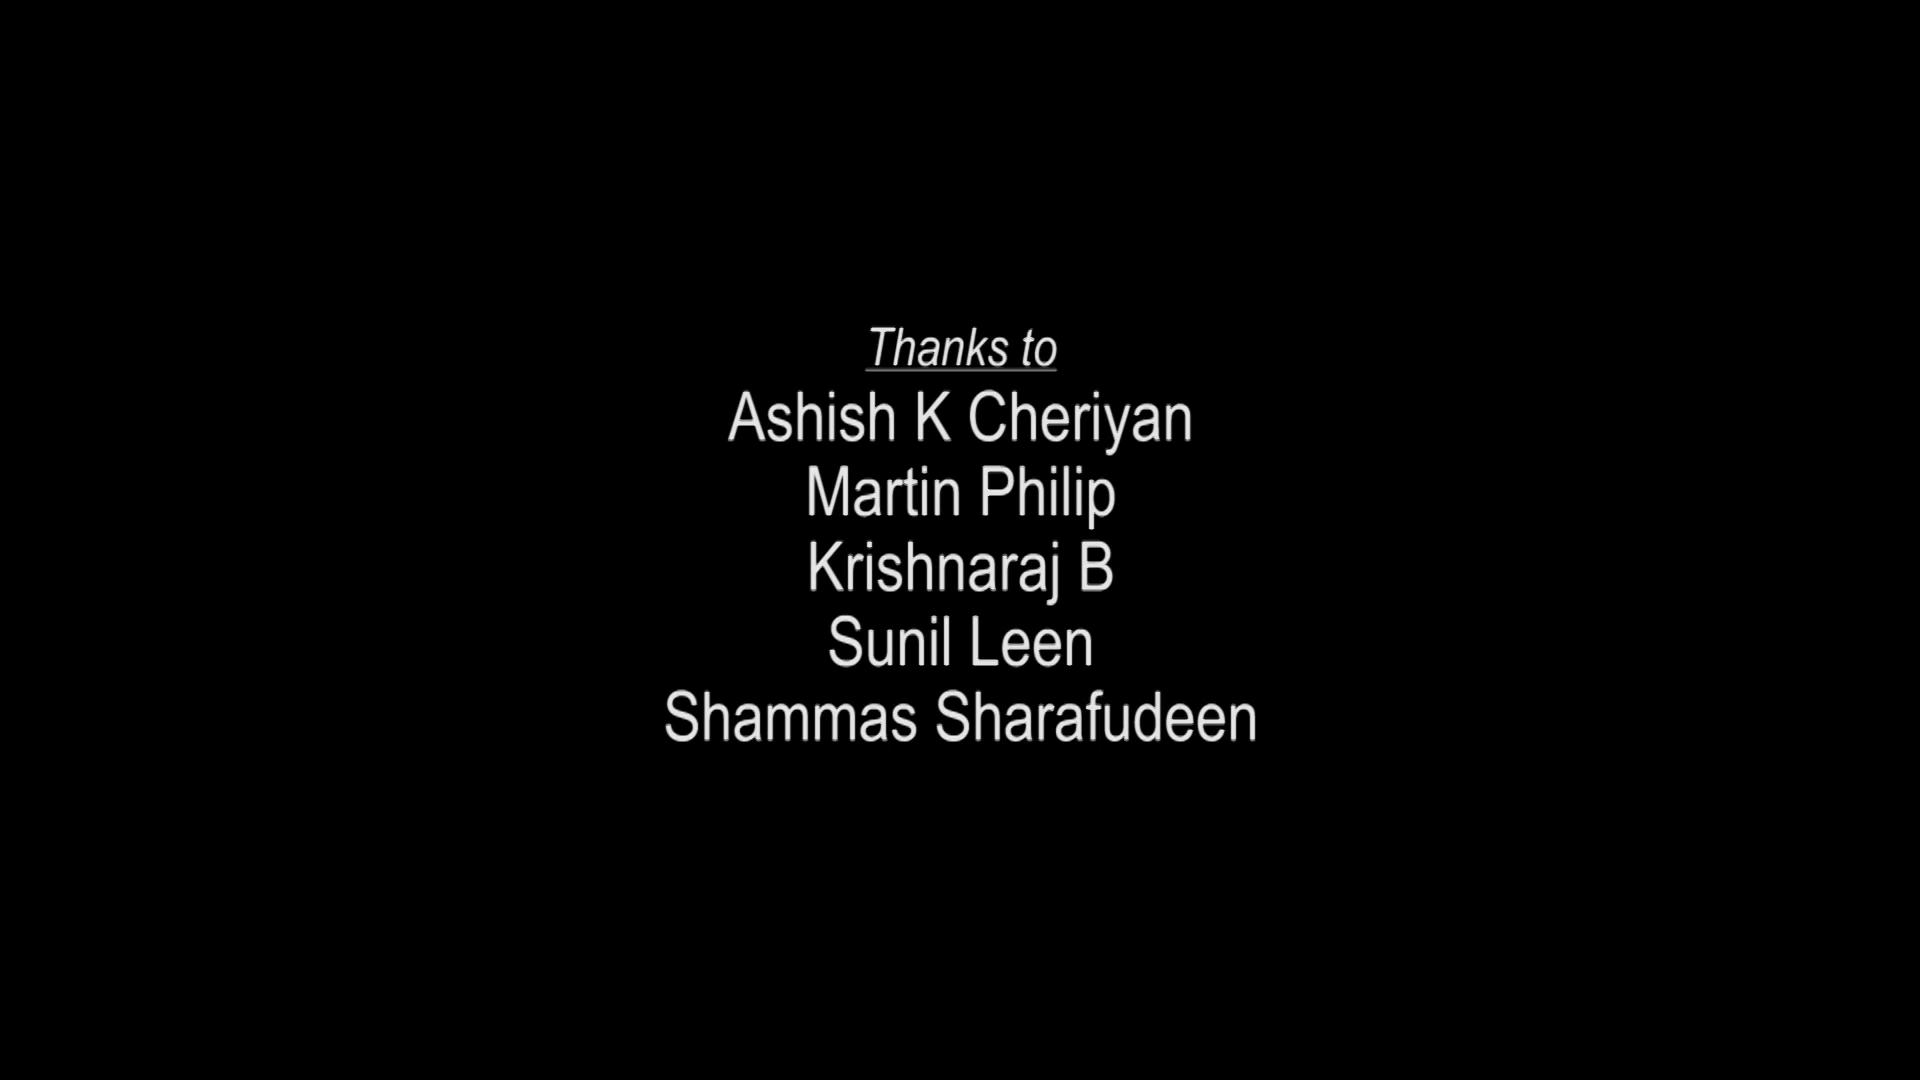 Thanks to
Ashish K Cheriyan
Martin Philip
Krishnaraj B
Sunil Leen
Shammas Sharafudeen